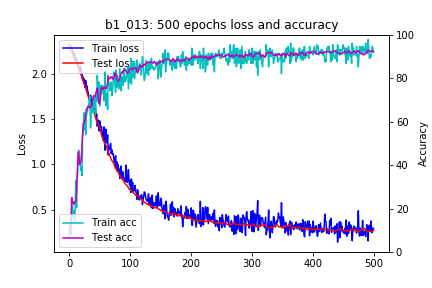 b1_013: 500 epochs loss and accuracy
Train loss
Test loss
Train acc
Test acc
Loss
2.0
1.5
1.0
0.5
Accuracy
100
80
60
40
20
0
0
100
200
300
400
500